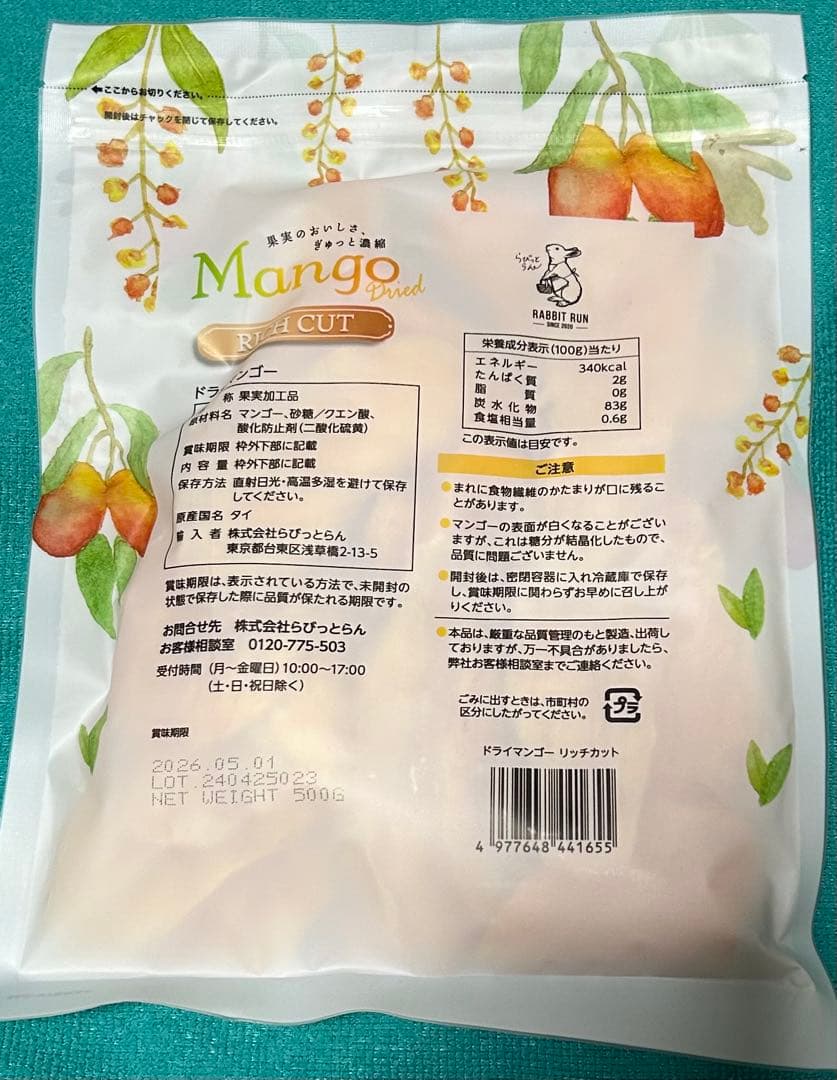 ←ここからお切りください。
開封後はチャックを閉じて保存してください。
果実のおいしさ、
ぎゅっと濃縮
Mango
Dried
RICH CUT
らびっと
らん
RABBIT RUN
SINCE 2020
ドライマンゴー
称 果実加工品
原材料名 マンゴー、砂糖／クエン酸、
酸化防止剤(二酸化硫黄)
賞味期限 枠外下部に記載
内容量 枠外下部に記載
保存方法 直射日光・高温多湿を避けて保存
してください。
原産国名 タイ
輸入者 株式会社らびっとらん
東京都台東区浅草橋2-13-5
賞味期限は、表示されている方法で、未開封の
状態で保存した際に品質が保たれる期限です。
お問合せ先 株式会社らびっとらん
お客様相談室 0120-775-503
受付時間 (月～金曜日)10:00～17:00
(土・日・祝日除く)
賞味期限
2026.05.01
LOT.240425023
NET WEIGHT 500G
栄養成分表示(100g)当たり
エネルギー 340kcal
たんぱく質 2g
脂質 0g
炭水化物 83g
食塩相当量 0.6g
この表示値は目安です。
ご注意
●まれに食物繊維のかたまりが口に残るこ
とがあります。
●マンゴーの表面が白くなることがござい
ますが、これは糖分が結晶化したもので、
品質に問題ございません。
●開封後は、密閉容器に入れ冷蔵庫で保存
し、賞味期限に関わらずお早めに召し上が
りください。
●本品は、厳重な品質管理のもと製造、出荷し
ておりますが、万一不具合がありましたら、
弊社お客様相談室までご連絡ください。
ごみに出すときは、市町村の
区分にしたがってください。
プラ
ドライマンゴー リッチカット
4 977648 441655